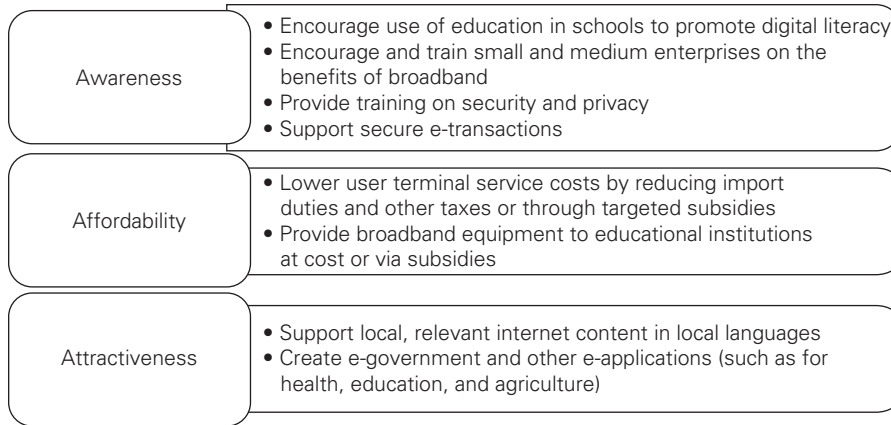 Awareness
• Encourage use of education in schools to promote digital literacy
• Encourage and train small and medium enterprises on the
benefits of broadband
• Provide training on security and privacy
• Support secure e-transactions
Affordability
• Lower user terminal service costs by reducing import
duties and other taxes or through targeted subsidies
• Provide broadband equipment to educational institutions
at cost or via subsidies
Attractiveness
• Support local, relevant internet content in local languages
• Create e-government and other e-applications (such as for
health, education, and agriculture)